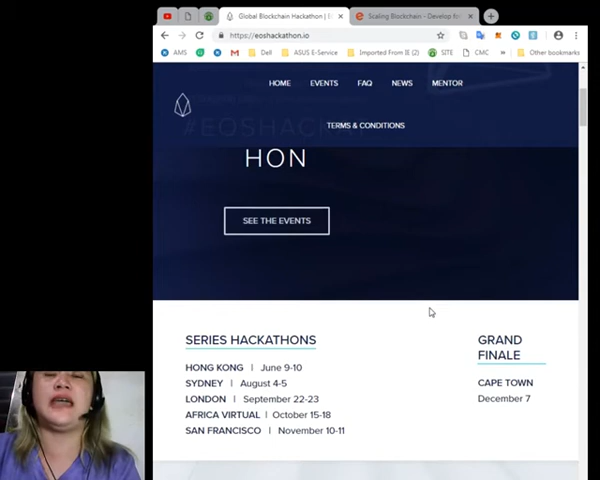 Global Blockchain Hackathon | E
Scaling Blockchain - Develop fo
https://eoshackathon.io
AMS
M
Dell
ASUS E-Service
Imported From IE (2)
SITE
CMC
»
Other bookmarks
HOME EVENTS FAQ NEWS MENTOR
TERMS & CONDITIONS
#EOSHAC
HON
SEE THE EVENTS
SERIES HACKATHONS
HONG KONG | June 9-10
SYDNEY | August 4-5
LONDON | September 22-23
AFRICA VIRTUAL | October 15-18
SAN FRANCISCO | November 10-11
GRAND
FINALE
CAPE TOWN
December 7